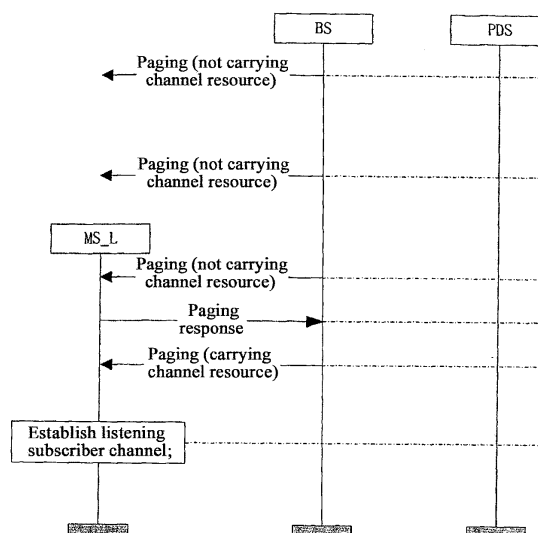 BS
PDS
Paging (not carrying
channel resource)
Paging (not carrying
channel resource)
MS_L
Paging (not carrying
channel resource)
Paging
response
Paging (carrying
channel resource)
Establish listening
subscriber channel;